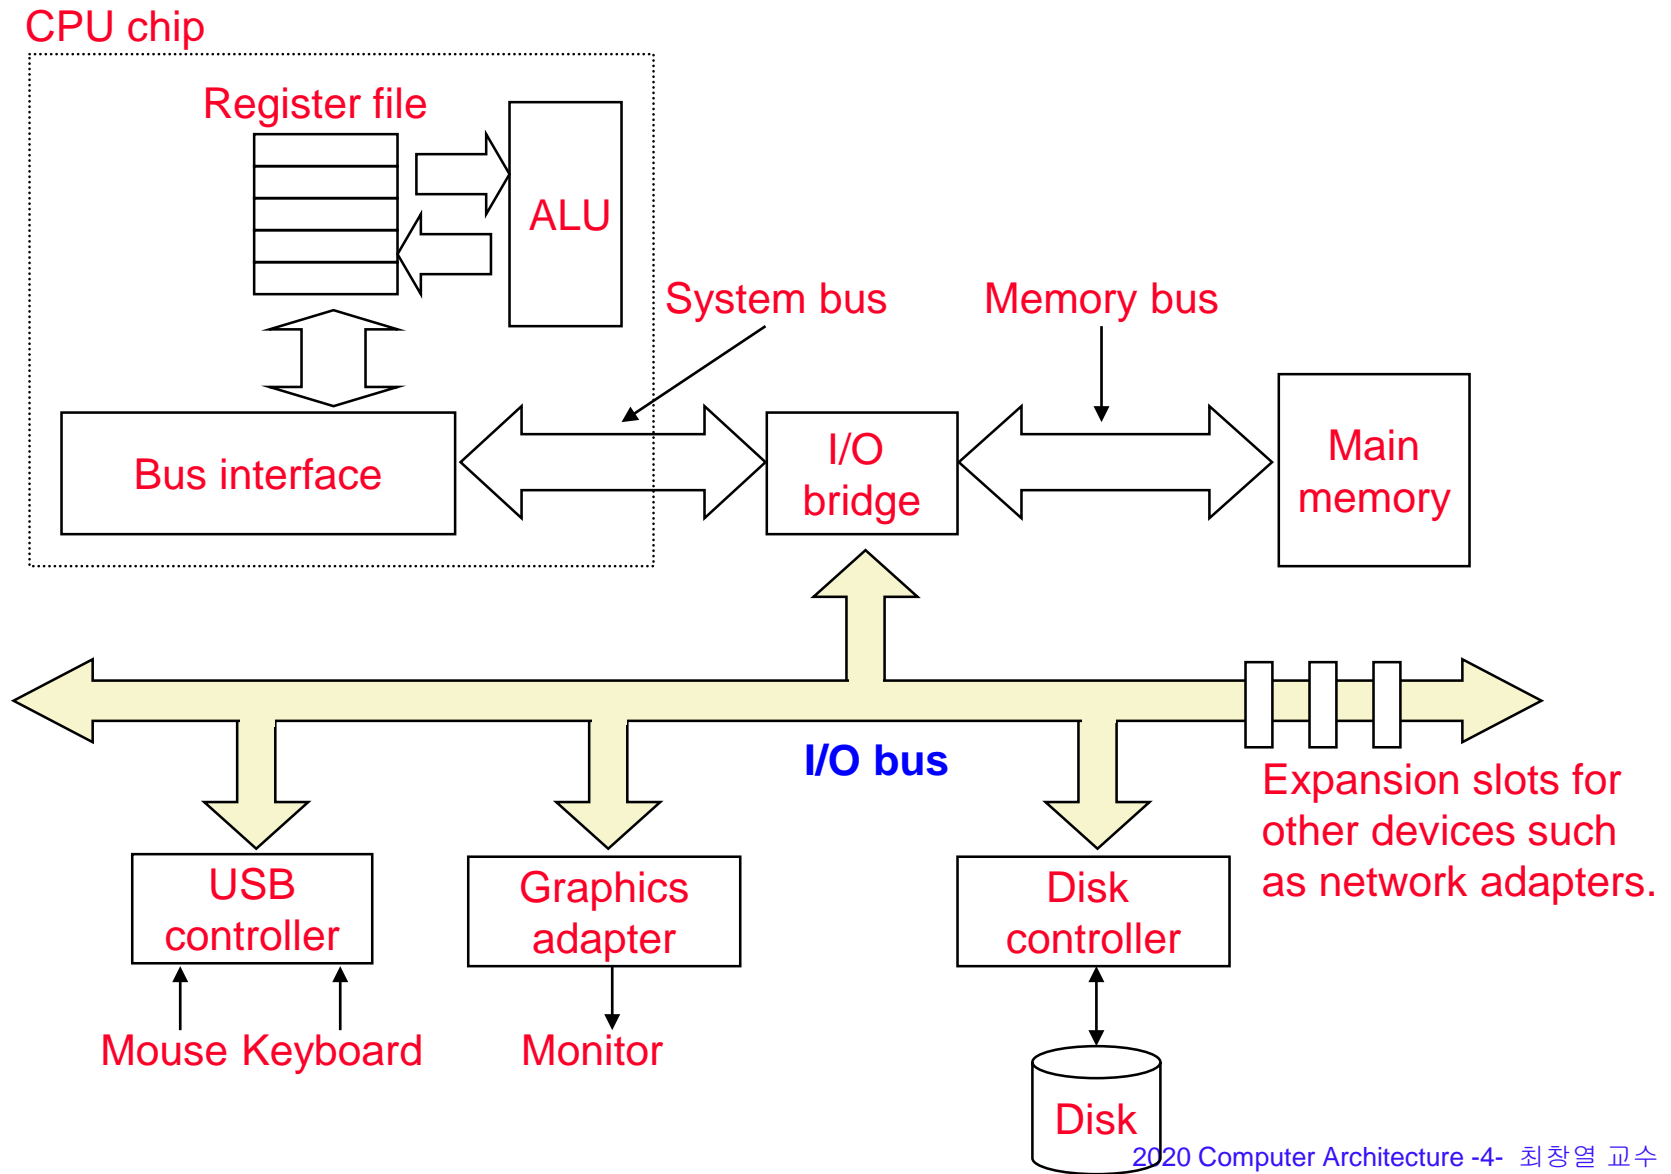 CPU chip
Register file
ALU
System bus
Memory bus
Bus interface
I/O
bridge
Main
memory
I/O bus
Expansion slots for
other devices such
as network adapters.
USB
controller
Graphics
adapter
Disk
controller
Mouse Keyboard
Monitor
Disk
2020 Computer Architecture -4- 최창열 교수